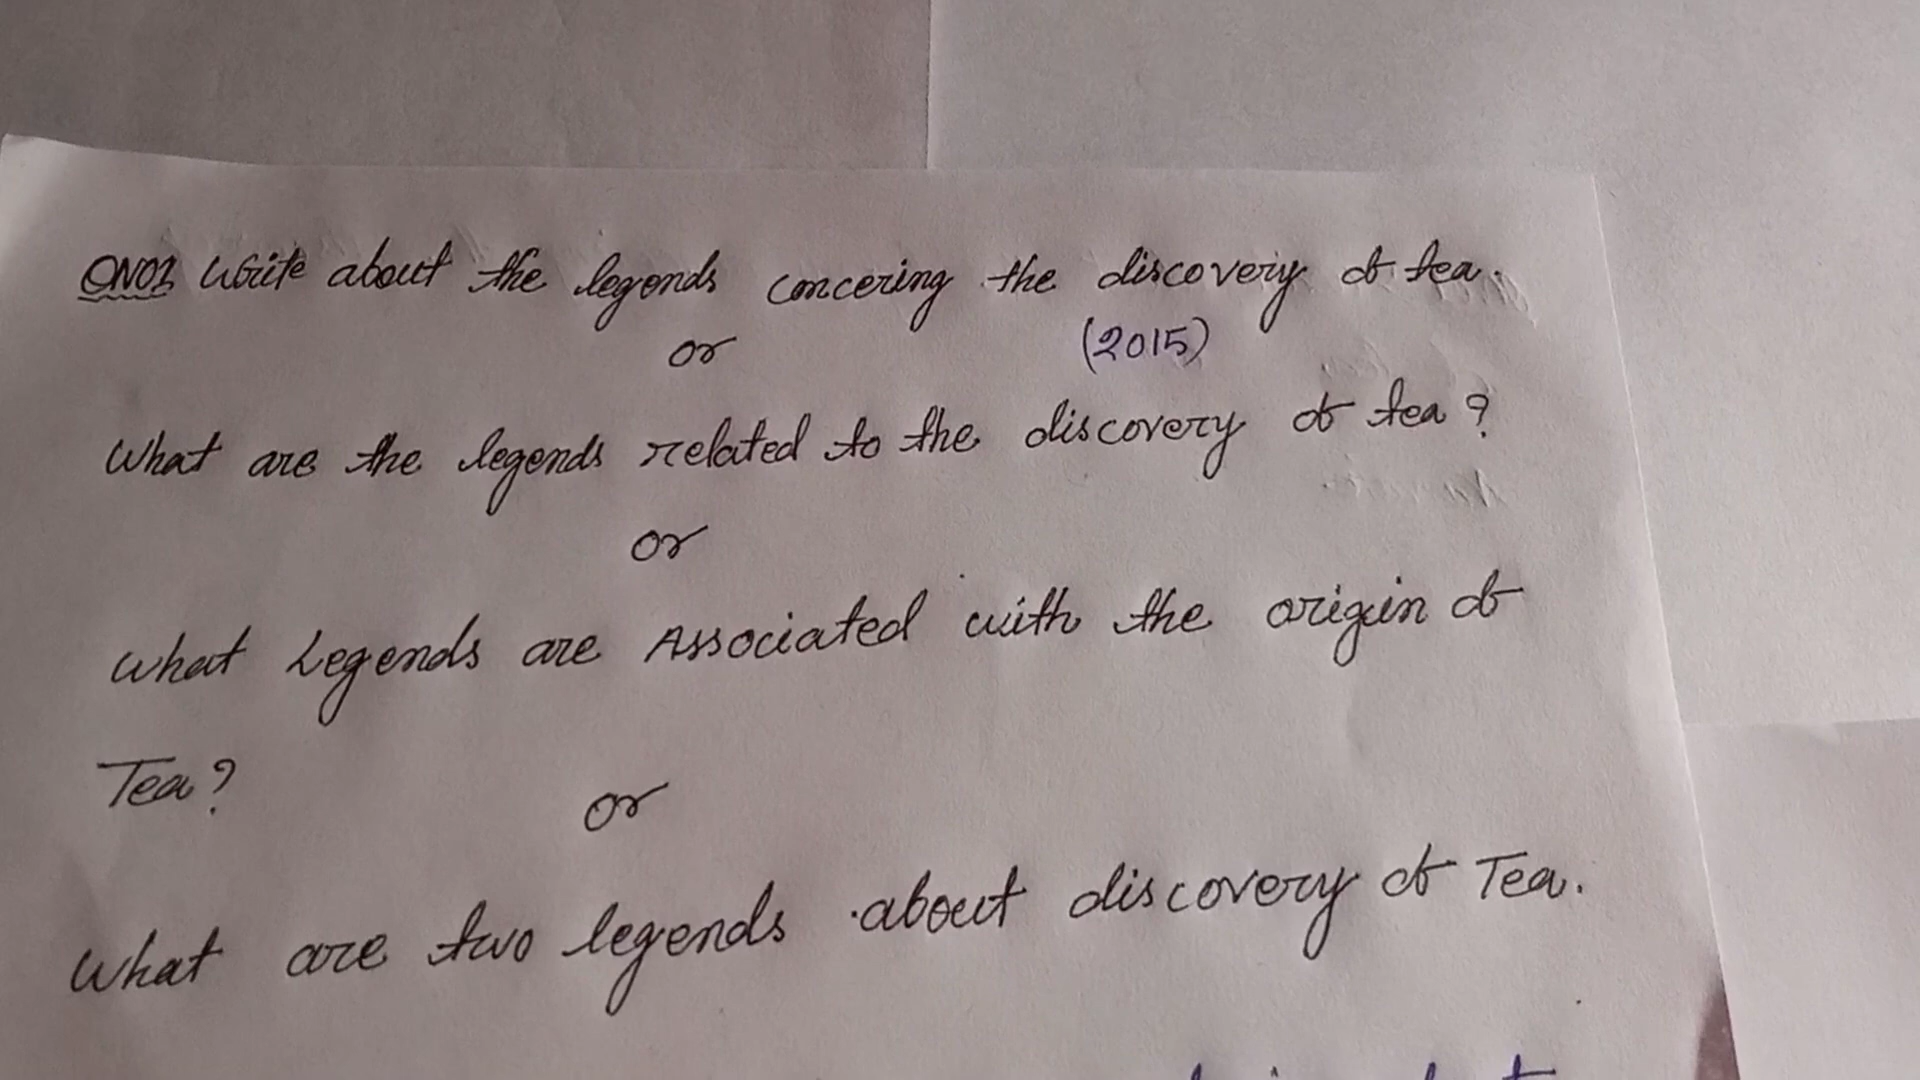 QNO1 Write about the legends concering the discovery of tea.
or (2015)
What are the legends related to the discovery of tea?
or
What Legends are Associated with the origin of
Tea?
or
What are two legends about discovery of Tea.